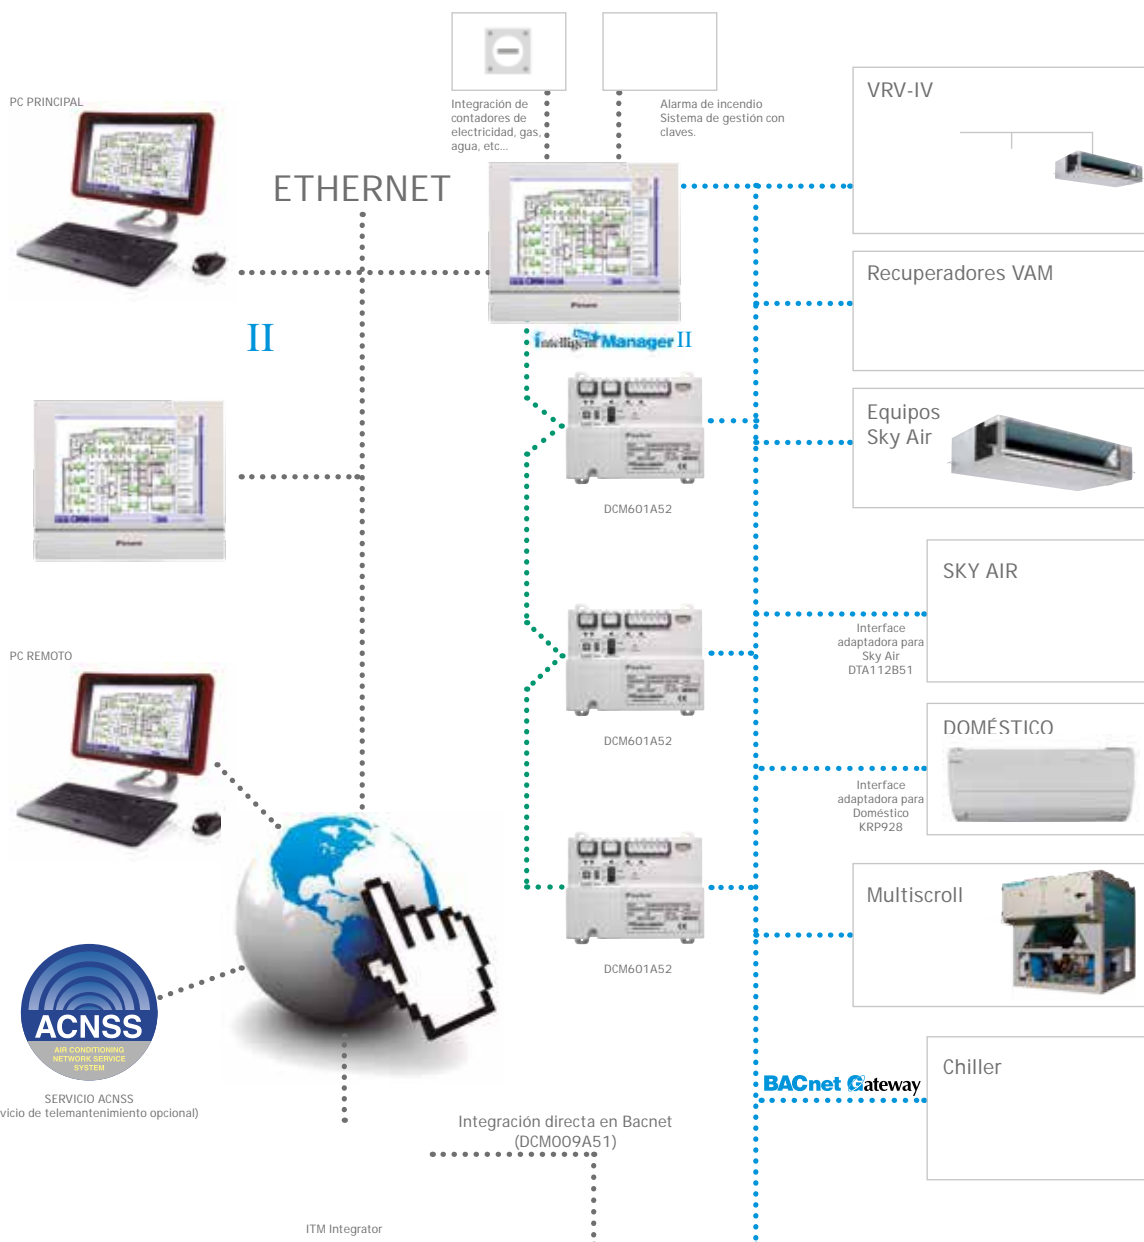 PC PRINCIPAL
Integración de
contadores de
electricidad, gas,
agua, etc...
Alarma de incendio
Sistema de gestión con
claves.
VRV-IV
ETHERNET
Recuperadores VAM
II
intelligent Manager II
Equipos
Sky Air
DCM601A52
SKY AIR
Interface
adaptadora para
Sky Air
DTA112B51
PC REMOTO
DCM601A52
DOMÉSTICO
Interface
adaptadora para
Doméstico
KRP928
Multiscroll
DCM601A52
ACNSS
AIR CONDITIONING
NETWORK SERVICE
SYSTEM
SERVICIO ACNSS
vicio de telemantenimiento opcional)
BACnet Gateway
Chiller
Integración directa en Bacnet
(DCM009A51)
ITM Integrator